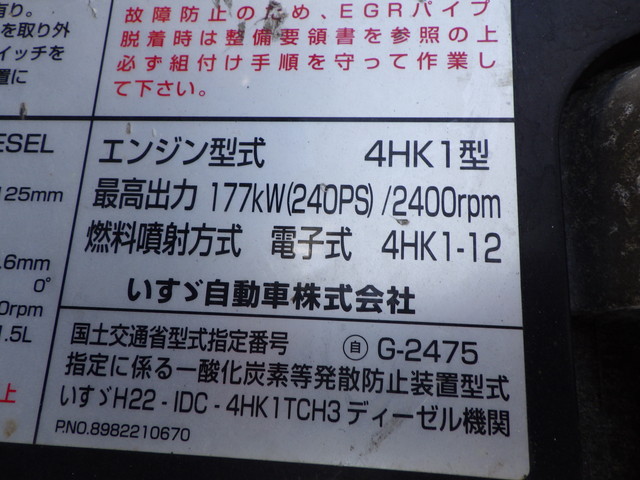 有り。
を取り外
イッチを
置に
故障防止のため、EGRパイプ
脱着時は整備要領書を参照の上
必ず組付け手順を守って作業し
て下さい。
ESEL
125mm
.6mm
0°
0rpm
1.5L
上
エンジン型式 4HK1型
最高出力 177kW(240PS)/2400rpm
燃料噴射方式 電子式 4HK1-12
いすゞ自動車株式会社
国土交通省型式指定番号 自 G-2475
指定に係る一酸化炭素等発散防止装置型式
いすゞH22-IDC-4HK1TCH3ディーゼル機関
P.NO.8982210670